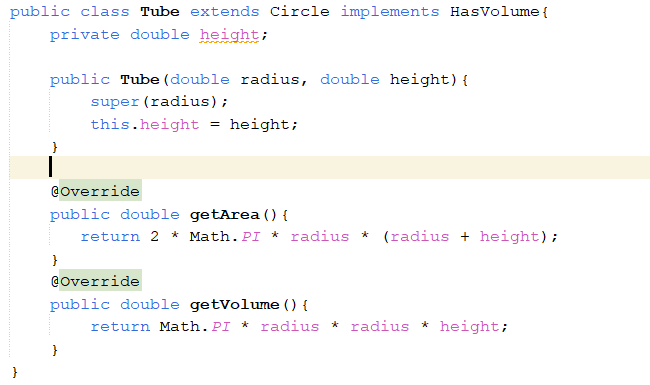 public class Tube extends Circle implements HasVolume{
    private double height;

    public Tube(double radius, double height){
        super(radius);
        this.height = height;
    }

    @Override
    public double getArea(){
       return 2 * Math.PI * radius * (radius + height);
    }
    @Override
    public double getVolume(){
        return Math.PI * radius * radius * height;
    }
}